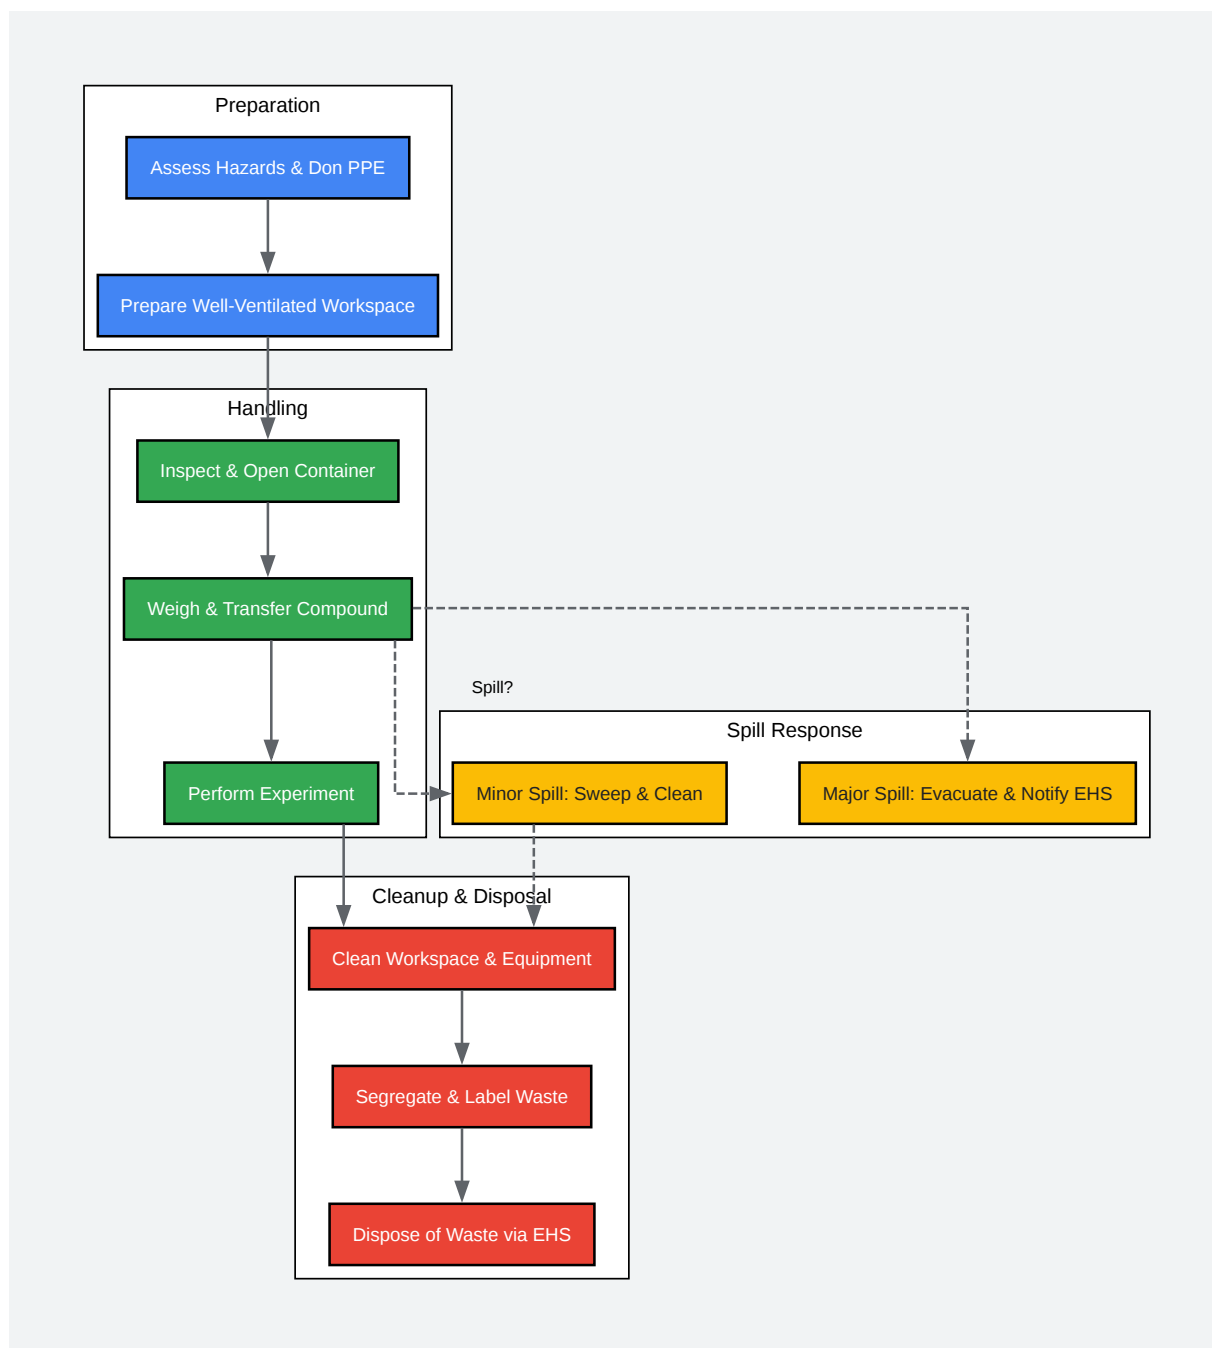 Preparation
Assess Hazards & Don PPE
Prepare Well-Ventilated Workspace
Handling
Inspect & Open Container
Weigh & Transfer Compound
Spill?
Spill Response
Perform Experiment
Minor Spill: Sweep & Clean
Major Spill: Evacuate & Notify EHS
Cleanup & Disposal
Clean Workspace & Equipment
Segregate & Label Waste
Dispose of Waste via EHS